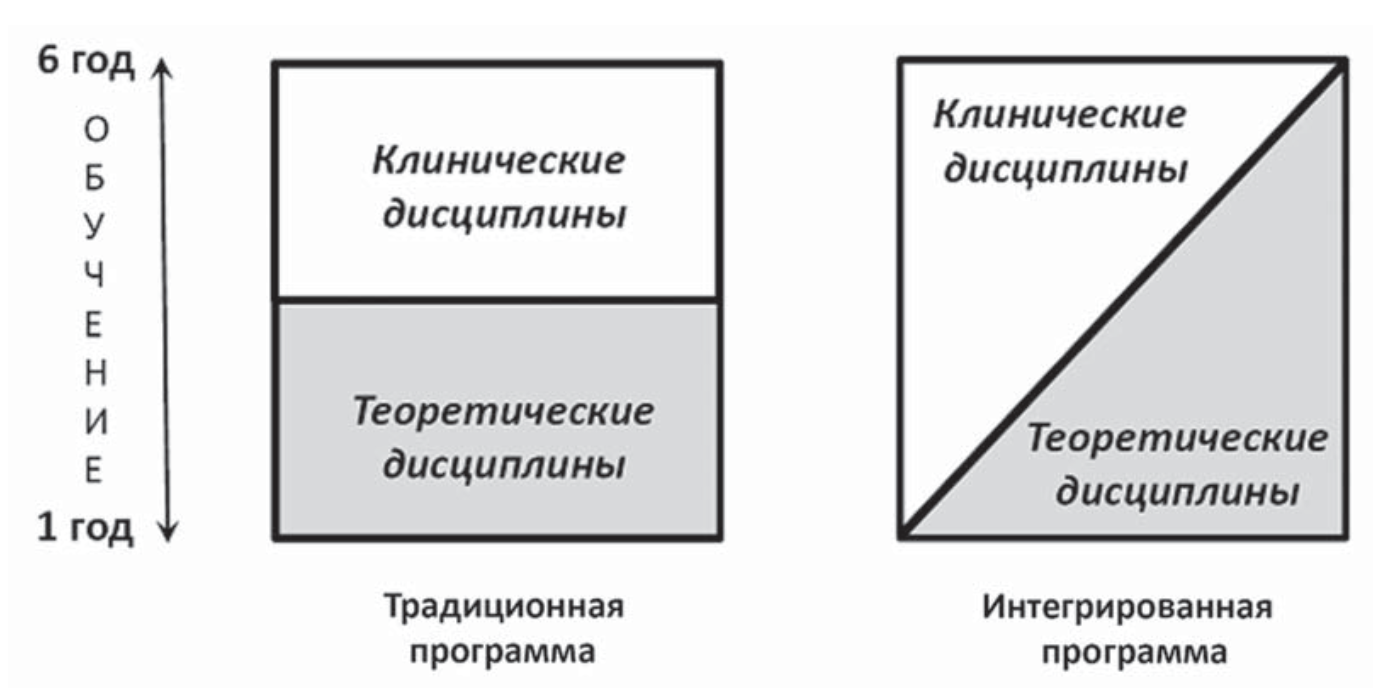 6 год
О
Б
У
Ч
Е
Н
И
Е
1 год
Клинические
дисциплины
Теоретические
дисциплины
Традиционная
программа
Клинические
дисциплины
Теоретические
дисциплины
Интегрированная
программа